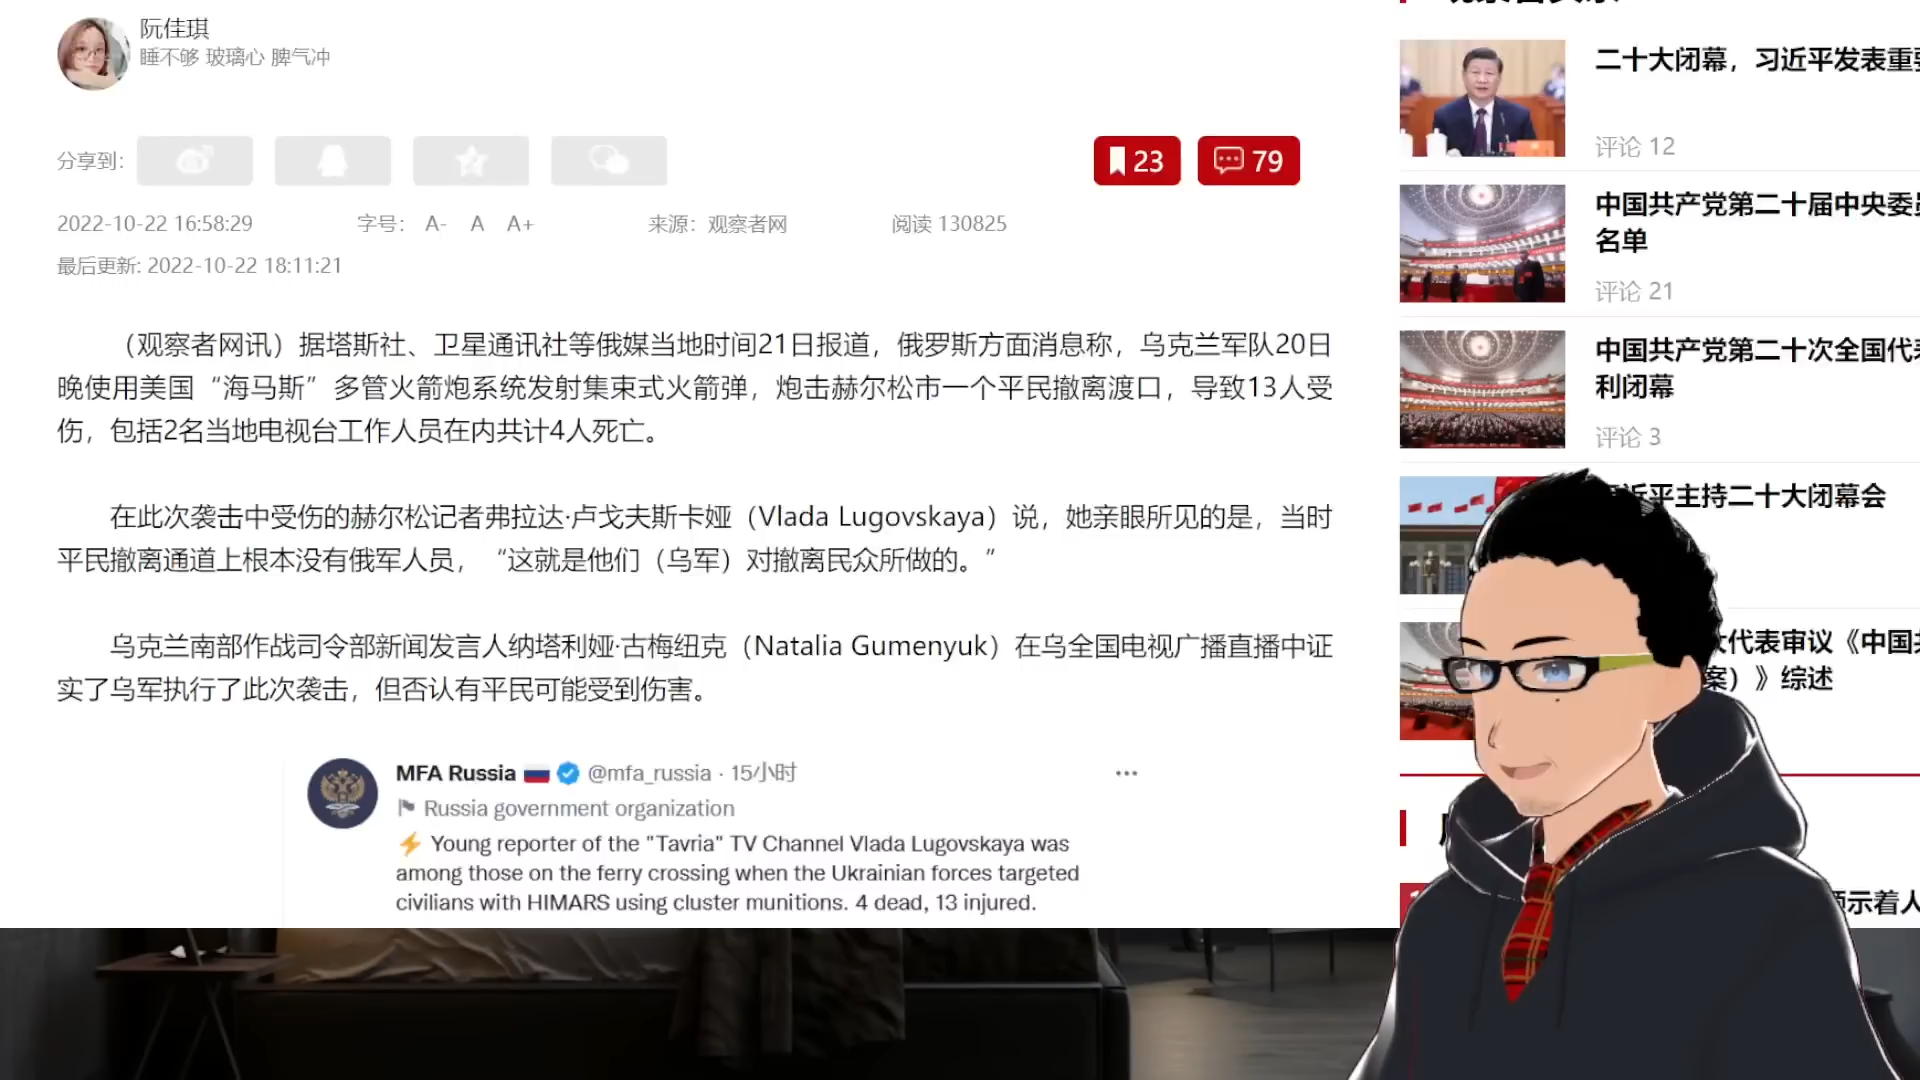 阮佳琪
睡不够 玻璃心 脾气冲
分享到:
23
79
2022-10-22 16:58:29
字号: A- A A+
来源: 观察者网
阅读 130825
最后更新: 2022-10-22 18:11:21
（观察者网讯）据塔斯社、卫星通讯社等俄媒当地时间21日报道，俄罗斯方面消息称，乌克兰军队20日
晚使用美国“海马斯”多管火箭炮系统发射集束式火箭弹，炮击赫尔松市一个平民撤离渡口，导致13人受
伤，包括2名当地电视台工作人员在内共计4人死亡。
在此次袭击中受伤的赫尔松记者弗拉达·卢戈夫斯卡娅（Vlada Lugovskaya）说，她亲眼所见的是，当时
平民撤离通道上根本没有俄军人员，“这就是他们（乌军）对撤离民众所做的。”
乌克兰南部作战司令部新闻发言人纳塔利娅·古梅纽克（Natalia Gumenyuk）在乌全国电视广播直播中证
实了乌军执行了此次袭击，但否认有平民可能受到伤害。
MFA Russia @mfa_russia · 15小时
Russia government organization
Young reporter of the "Tavria" TV Channel Vlada Lugovskaya was
among those on the ferry crossing when the Ukrainian forces targeted
civilians with HIMARS using cluster munitions. 4 dead, 13 injured.
二十大闭幕，习近平发表重要
评论 12
中国共产党第二十届中央委员
名单
评论 21
中国共产党第二十次全国代表
利闭幕
评论 3
近平主持二十大闭幕会
代表审议《中国共
案）》综述
示着人